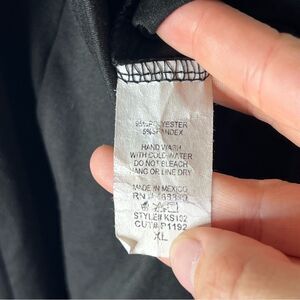 95% POLYESTER
5% SPANDEX
HAND WASH
WITH COLD WATER
DO NOT BLEACH
HANG OR LINE DRY
MADE IN MEXICO
RN #
STYLE# KS102
CUT# P1192
XL